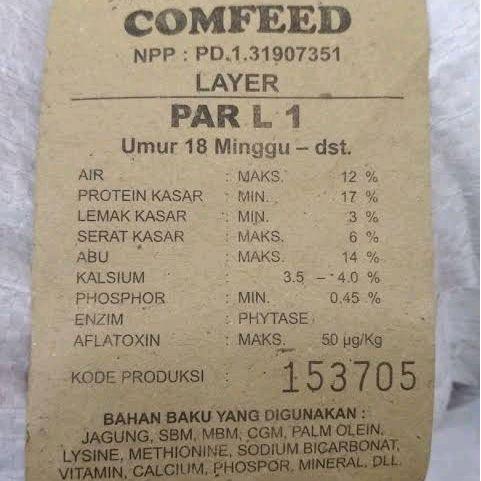 COMFEED
NPP : PD.1.31907351
LAYER
PAR L 1
Umur 18 Minggu – dst.
AIR : MAKS. 12 %
PROTEIN KASAR : MIN. 17 %
LEMAK KASAR : MIN. 3 %
SERAT KASAR : MAKS. 6 %
ABU : MAKS. 14 %
KALSIUM : 3.5 – 4.0 %
PHOSPHOR : MIN. 0.45 %
ENZIM : PHYTASE
AFLATOXIN : MAKS. 50 µg/Kg
KODE PRODUKSI : 153705
BAHAN BAKU YANG DIGUNAKAN :
JAGUNG, SBM, MBM, CGM, PALM OLEIN,
LYSINE, METHIONINE, SODIUM BICARBONAT,
VITAMIN, CALCIUM, PHOSPOR, MINERAL, DLL.